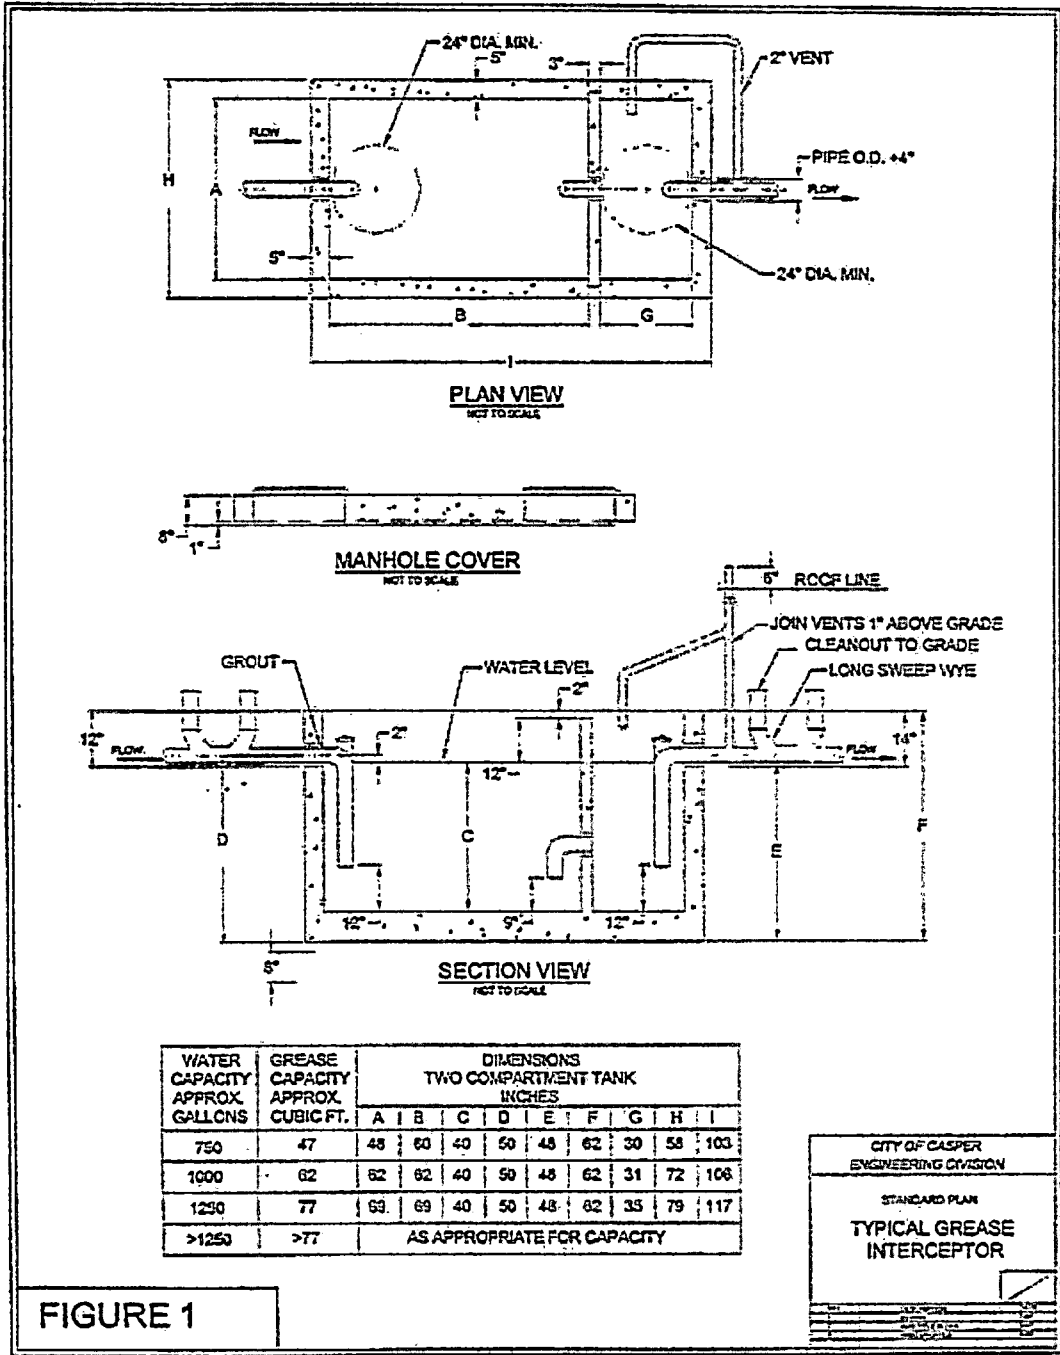 24" DIA. MIN.
5"
3"
2" VENT
FLOW
PIPE O.D. +4"
FLOW
H
A
5"
24" DIA. MIN.
B
G
I
PLAN VIEW
NOT TO SCALE
8"
1"
MANHOLE COVER
NOT TO SCALE
6"
ROOF LINE
JOIN VENTS 1" ABOVE GRADE
CLEANOUT TO GRADE
GROUT
WATER LEVEL
LONG SWEEP WYE
2"
12"
FLOW
2"
12"
FLOW
14"
D
C
E
F
12"
9"
12"
SECTION VIEW
NOT TO SCALE
WATER CAPACITY APPROX. GALLONS
GREASE CAPACITY APPROX. CUBIC FT.
DIMENSIONS
TWO COMPARTMENT TANK
INCHES
A B C D E F G H I
750 47 48 60 40 50 48 62 30 58 103
1000 62 62 62 40 50 48 62 31 72 106
1250 77 69 69 40 50 48 62 35 79 117
>1250 >77 AS APPROPRIATE FOR CAPACITY
CITY OF CASPER
ENGINEERING DIVISION
STANDARD PLAN
TYPICAL GREASE
INTERCEPTOR
FIGURE 1